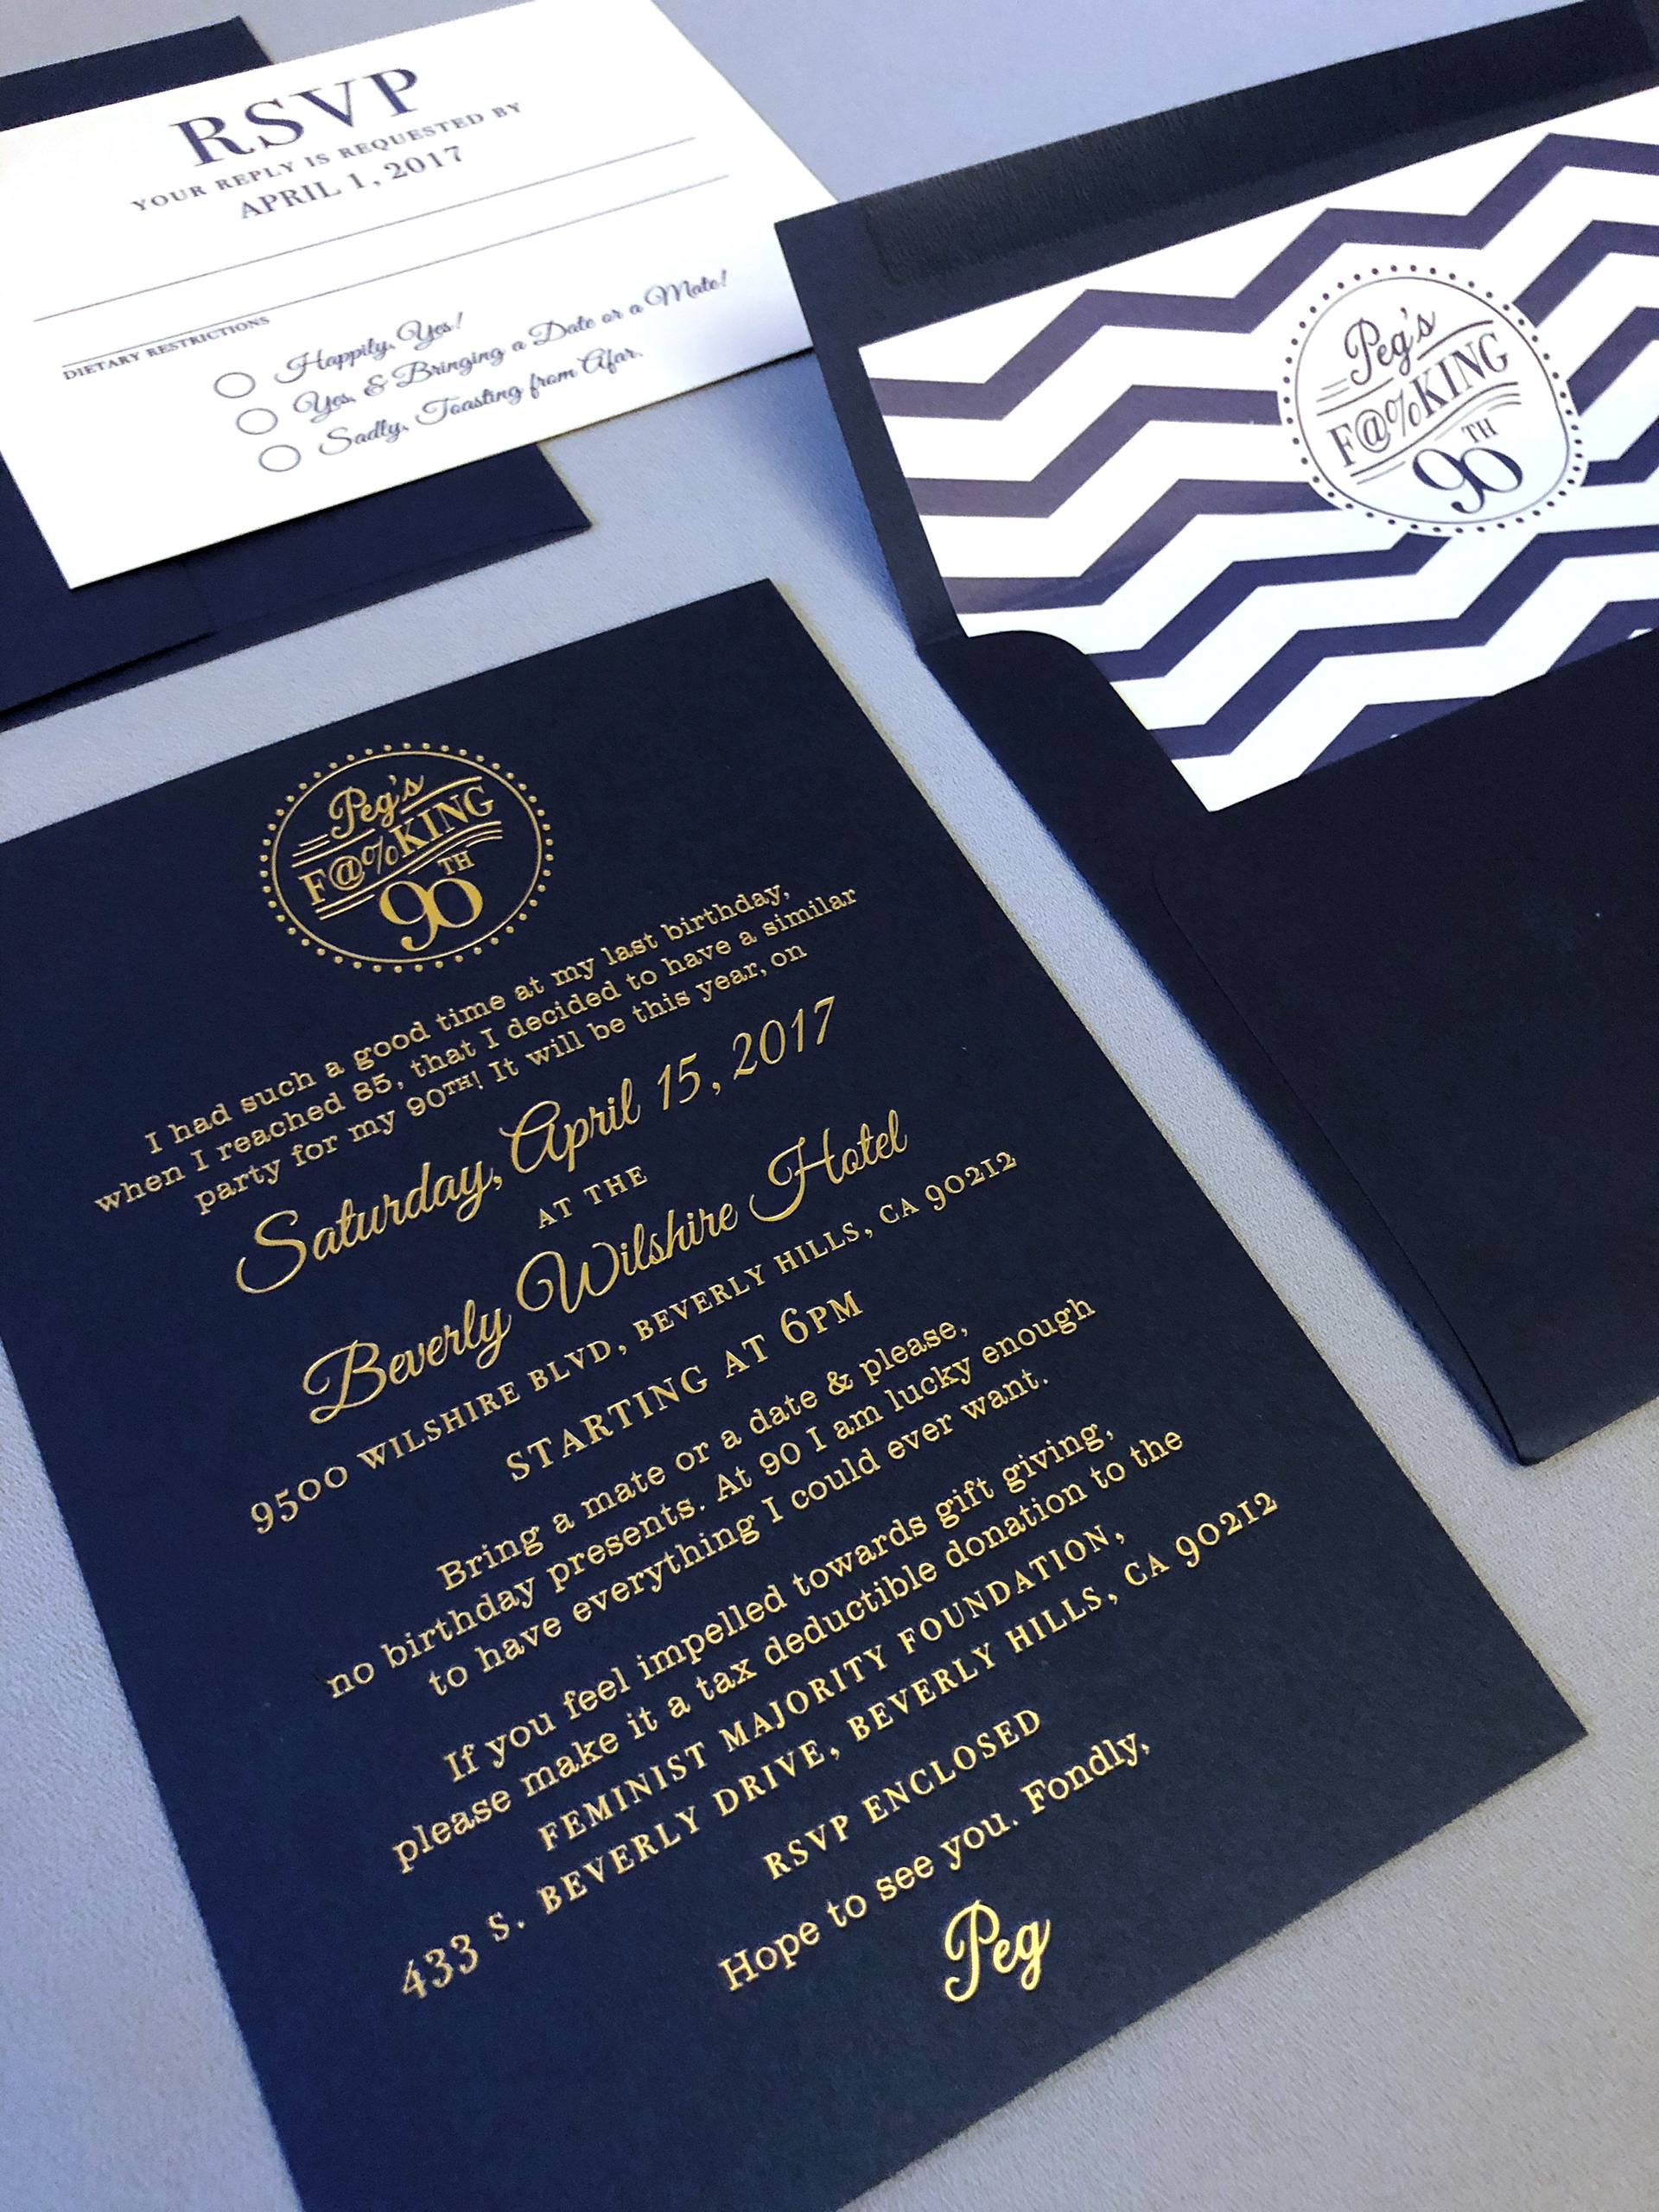 RSVP
YOUR REPLY IS REQUESTED BY
APRIL 1, 2017
DIETARY RESTRICTIONS
Happily, Yes!
Yes, & Bringing a Date or a Mate!
Sadly, Toasting from Afar.
Peg's
F@%KING
90TH
Peg's
F@%KING
90TH
I had such a good time at my last birthday,
when I reached 85, that I decided to have a similar
party for my 90TH! It will be this year, on
Saturday, April 15, 2017
AT THE
Beverly Wilshire Hotel
9500 WILSHIRE BLVD, BEVERLY HILLS, CA 90212
STARTING AT 6PM
Bring a mate or a date & please,
no birthday presents. At 90 I am lucky enough
to have everything I could ever want.
If you feel impelled towards gift giving,
please make it a tax deductible donation to the
FEMINIST MAJORITY FOUNDATION,
433 S. BEVERLY DRIVE, BEVERLY HILLS, CA 90212
RSVP ENCLOSED
Hope to see you. Fondly,
Peg